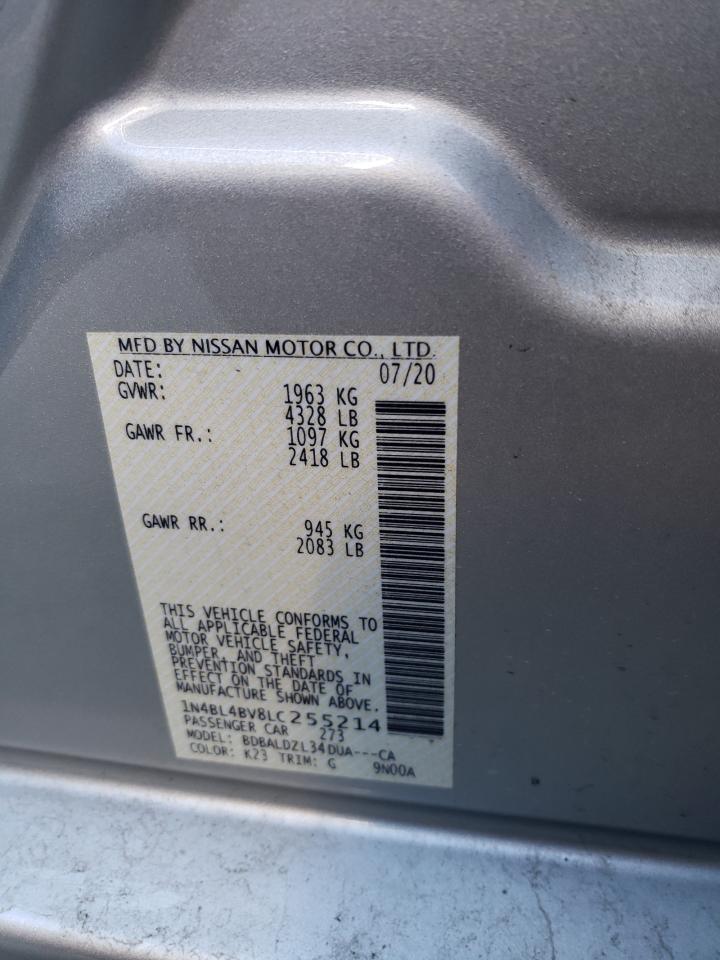 MFD BY NISSAN MOTOR CO., LTD.
DATE: 07/20
GVWR: 1963 KG
4328 LB
GAWR FR.: 1097 KG
2418 LB
GAWR RR.: 945 KG
2083 LB
THIS VEHICLE CONFORMS TO
ALL APPLICABLE FEDERAL
MOTOR VEHICLE SAFETY,
BUMPER, AND THEFT
PREVENTION STANDARDS IN
EFFECT ON THE DATE OF
MANUFACTURE SHOWN ABOVE.
1N4BL4BV8LC255214
PASSENGER CAR 273
MODEL: BDBALDZL34DUA---CA
COLOR: K23 TRIM: G 9N00A